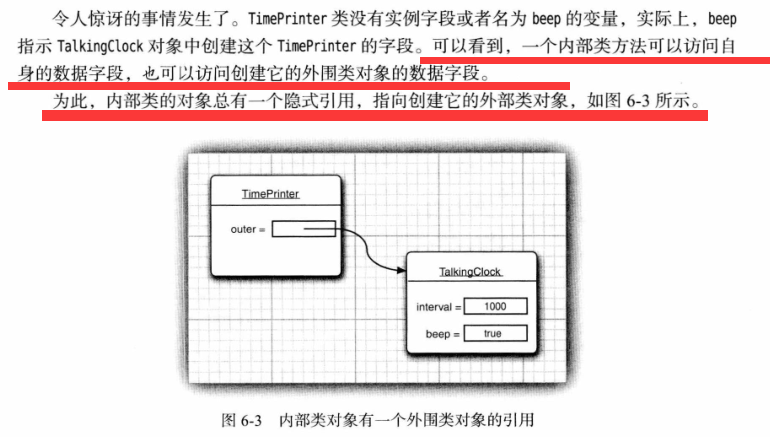 令人惊讶的事情发生了。TimePrinter 类没有实例字段或者名为 beep 的变量，实际上，beep
指示 TalkingClock 对象中创建这个 TimePrinter 的字段。可以看到，一个内部类方法可以访问自
身的数据字段，也可以访问创建它的外围类对象的数据字段。
为此，内部类的对象总有一个隐式引用，指向创建它的外部类对象，如图 6-3 所示。
TimePrinter
outer =
TalkingClock
interval = 1000
beep = true
图 6-3 内部类对象有一个外围类对象的引用